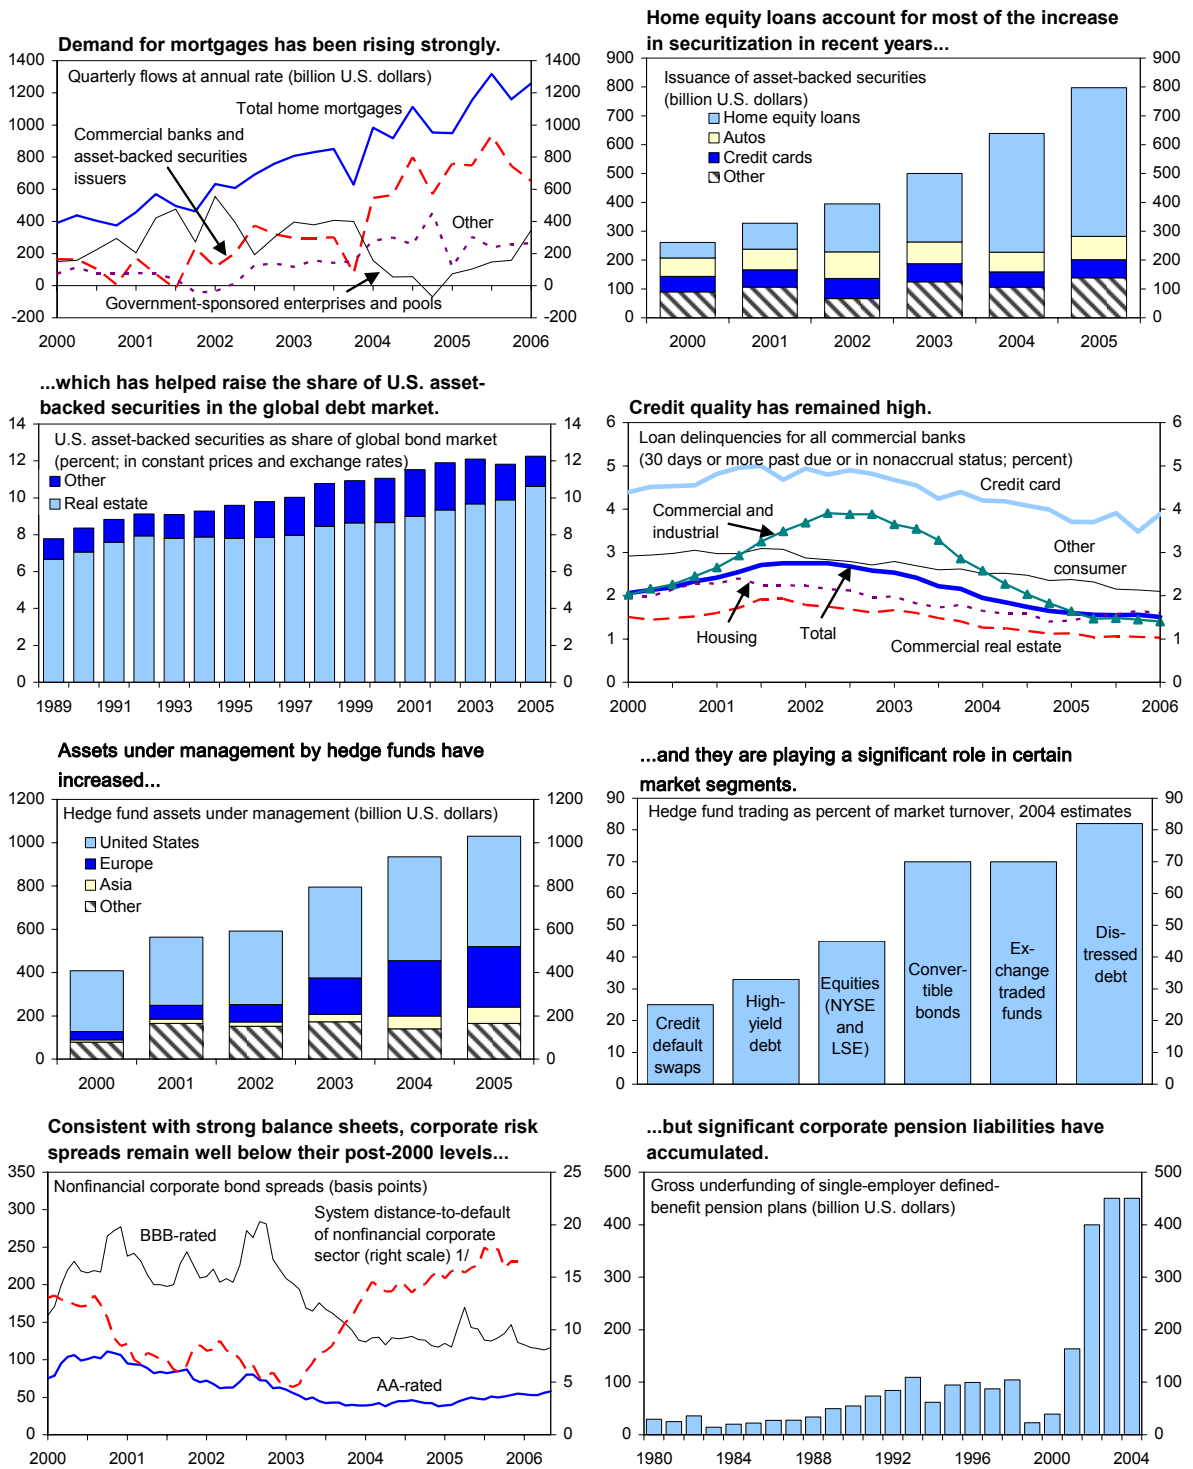 Demand for mortgages has been rising strongly.
1400 1400
Quarterly flows at annual rate (billion U.S. dollars)
1200 1200
Total home mortgages
1000 1000
Commercial banks and
asset-backed securities
issuers
800 800
600 600
400 400
Other
200 200
0 0
Government-sponsored enterprises and pools
-200 -200
2000 2001 2002 2003 2004 2005 2006
Home equity loans account for most of the increase
in securitization in recent years...
900 900
Issuance of asset-backed securities
(billion U.S. dollars)
800 800
Home equity loans
700 700
Autos
600 600
Credit cards
500 500
Other
400 400
300 300
200 200
100 100
0 0
2000 2001 2002 2003 2004 2005
...which has helped raise the share of U.S. asset-
backed securities in the global debt market.
14 14
U.S. asset-backed securities as share of global bond market
(percent; in constant prices and exchange rates)
12 12
Other
10 10
Real estate
8 8
6 6
4 4
2 2
0 0
1989 1991 1993 1995 1997 1999 2001 2003 2005
Credit quality has remained high.
6 6
Loan delinquencies for all commercial banks
(30 days or more past due or in nonaccrual status; percent)
5 5
Credit card
4 4
Commercial and
industrial
Other
consumer
3 3
2 2
Housing
Total
Commercial real estate
1 1
0 0
2000 2001 2002 2003 2004 2005 2006
Assets under management by hedge funds have
increased...
1200 1200
Hedge fund assets under management (billion U.S. dollars)
1000 1000
United States
Europe
Asia
Other
800 800
600 600
400 400
200 200
0 0
2000 2001 2002 2003 2004 2005
...and they are playing a significant role in certain
market segments.
90 90
Hedge fund trading as percent of market turnover, 2004 estimates
80 80
70 70
60 60
50 50
40 40
30 30
20 20
10 10
0 0
Credit
default
swaps
High-
yield
debt
Equities
(NYSE and
LSE)
Conver-
tible
bonds
Ex-
change
traded
funds
Dis-
tressed
debt
Consistent with strong balance sheets, corporate risk
spreads remain well below their post-2000 levels...
350 25
Nonfinancial corporate bond spreads (basis points)
300 20
BBB-rated
System distance-to-default
of nonfinancial corporate
sector (right scale) 1/
250
200 15
150 10
100
AA-rated
50 5
0 0
2000 2001 2002 2003 2004 2005 2006
...but significant corporate pension liabilities have
accumulated.
500 500
Gross underfunding of single-employer defined-
benefit pension plans (billion U.S. dollars)
400 400
300 300
200 200
100 100
0 0
1980 1984 1988 1992 1996 2000 2004